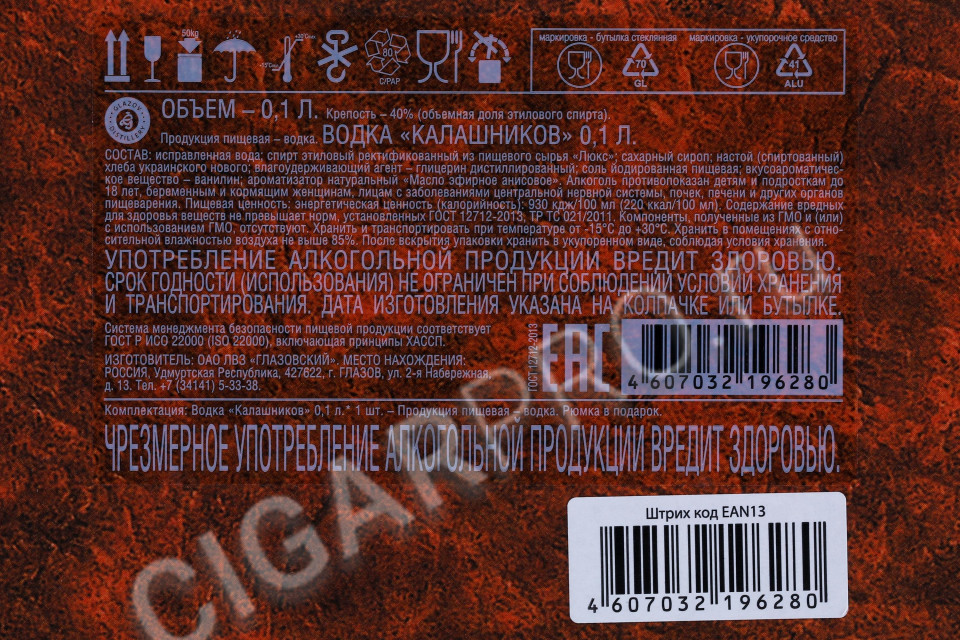 50kg
+30°C max
-15°C min
80
C/PAP
маркировка - бутылка стеклянная
маркировка - укупорочное средство
70
GL
41
ALU
GLAZOV DISTILLERY
ОБЪЕМ – 0,1 Л. Крепость – 40% (объемная доля этилового спирта).
Продукция пищевая – водка. ВОДКА «КАЛАШНИКОВ» 0,1 Л.
СОСТАВ: исправленная вода; спирт этиловый ректификованный из пищевого сырья «Люкс»; сахарный сироп; настой (спиртованный)
хлеба украинского нового; влагоудерживающий агент – глицерин дистиллированный; соль йодированная пищевая; вкусоароматичес-
кое вещество – ванилин; ароматизатор натуральный «Масло эфирное анисовое». Алкоголь противопоказан детям и подросткам до
18 лет, беременным и кормящим женщинам, лицам с заболеваниями центральной нервной системы, почек, печени и других органов
пищеварения. Пищевая ценность: энергетическая ценность (калорийность): 930 кдж/100 мл (220 ккал/100 мл). Содержание вредных
для здоровья веществ не превышает норм, установленных ГОСТ 12712-2013, ТР ТС 021/2011. Компоненты, полученные из ГМО и (или)
с использованием ГМО, отсутствуют. Хранить и транспортировать при температуре от -15°С до +30°С. Хранить в помещениях с отно-
сительной влажностью воздуха не выше 85%. После вскрытия упаковки хранить в укупоренном виде, соблюдая условия хранения.
УПОТРЕБЛЕНИЕ АЛКОГОЛЬНОЙ ПРОДУКЦИИ ВРЕДИТ ЗДОРОВЬЮ.
СРОК ГОДНОСТИ (ИСПОЛЬЗОВАНИЯ) НЕ ОГРАНИЧЕН ПРИ СОБЛЮДЕНИИ УСЛОВИЙ ХРАНЕНИЯ
И ТРАНСПОРТИРОВАНИЯ. ДАТА ИЗГОТОВЛЕНИЯ УКАЗАНА НА КОЛПАЧКЕ ИЛИ БУТЫЛКЕ.
Система менеджмента безопасности пищевой продукции соответствует
ГОСТ Р ИСО 22000 (ISO 22000), включающая принципы ХАССП.
ИЗГОТОВИТЕЛЬ: ОАО ЛВЗ «ГЛАЗОВСКИЙ». МЕСТО НАХОЖДЕНИЯ:
РОССИЯ, Удмуртская Республика, 427622, г. ГЛАЗОВ, ул. 2-я Набережная,
д. 13. Тел. +7 (34141) 5-33-38.
ГОСТ 12712-2013
EAC
4 607032 196280
Комплектация: Водка «Калашников» 0,1 л.* 1 шт. – Продукция пищевая – водка. Рюмка в подарок.
ЧРЕЗМЕРНОЕ УПОТРЕБЛЕНИЕ АЛКОГОЛЬНОЙ ПРОДУКЦИИ ВРЕДИТ ЗДОРОВЬЮ.
CIGARPRO.RU
Штрих код EAN13
4 607032 196280